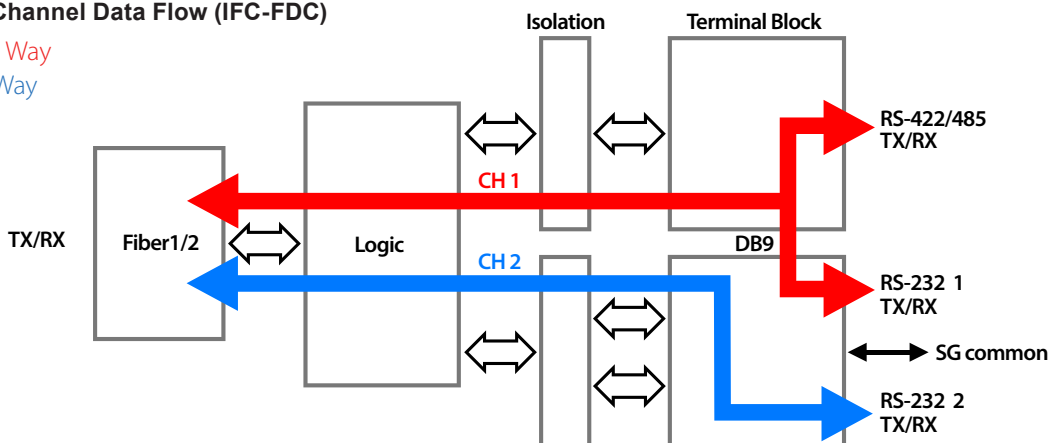 Channel Data Flow (IFC-FDC)
Way
Way
Isolation
Terminal Block
RS-422/485
TX/RX
CH 1
TX/RX
Fiber1/2
Logic
DB9
CH 2
RS-232 1
TX/RX
SG common
RS-232 2
TX/RX